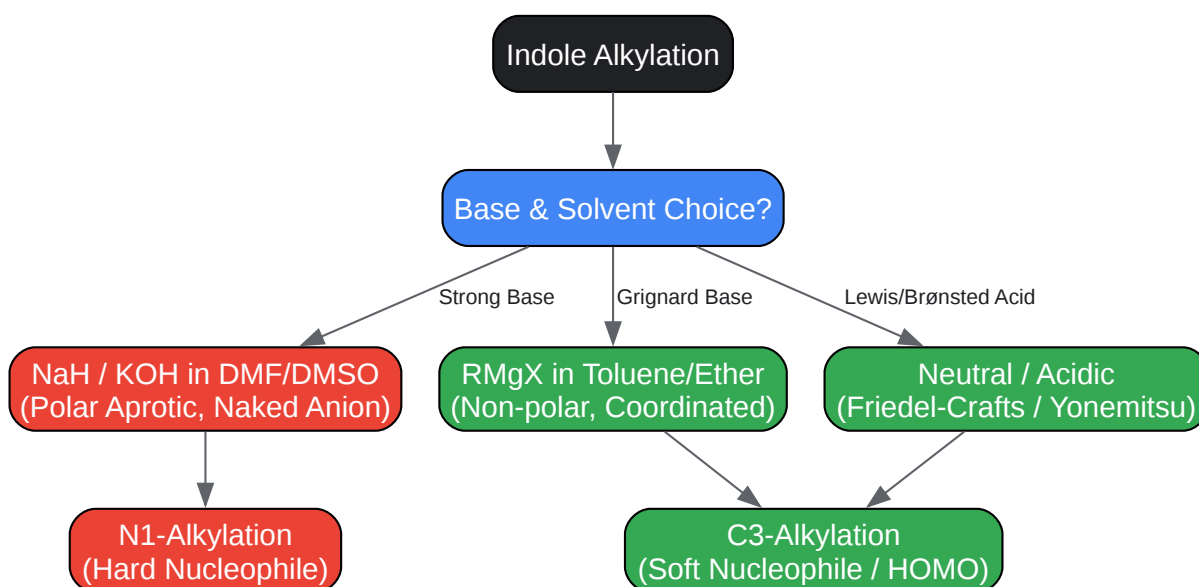 Indole Alkylation
Base & Solvent Choice?
Strong Base
Grignard Base
Lewis/Brønsted Acid
NaH / KOH in DMF/DMSO
(Polar Aprotic, Naked Anion)
RMgX in Toluene/Ether
(Non-polar, Coordinated)
Neutral / Acidic
(Friedel-Crafts / Yonemitsu)
N1-Alkylation
(Hard Nucleophile)
C3-Alkylation
(Soft Nucleophile / HOMO)